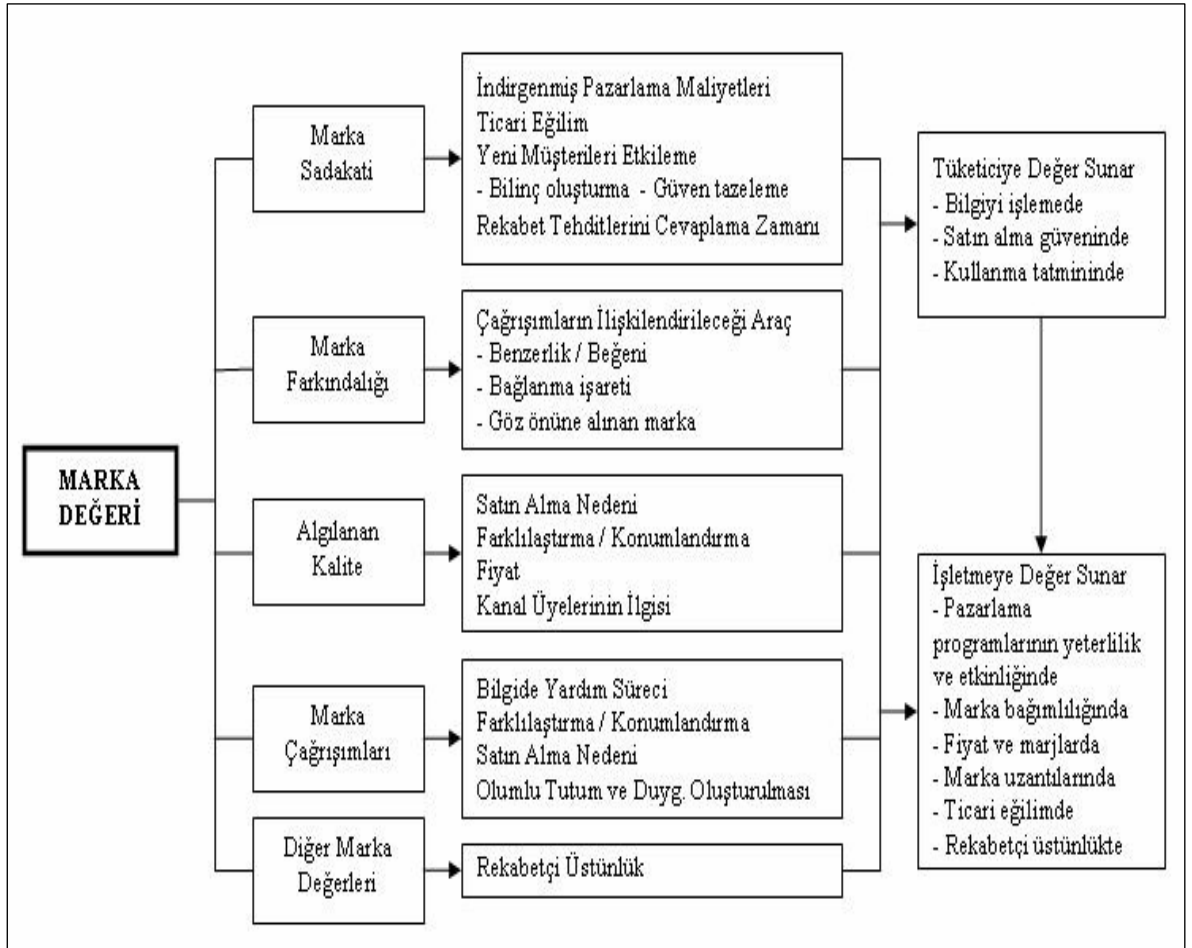 MARKA
DEĞERİ
Marka
Sadakati
İndirgenmiş Pazarlama Maliyetleri
Ticari Eğilim
Yeni Müşterileri Etkileme
- Bilinç oluşturma - Güven tazeleme
Rekabet Tehditlerini Cevaplama Zamanı
Marka
Farkındalığı
Çağrışımların İlişkilendirileceği Araç
- Benzerlik / Beğeni
- Bağlanma işareti
- Göz önüne alınan marka
Algılanan
Kalite
Satın Alma Nedeni
Farklılaştırma / Konumlandırma
Fiyat
Kanal Üyelerinin İlgisi
Marka
Çağrışımları
Bilgide Yardım Süreci
Farklılaştırma / Konumlandırma
Satın Alma Nedeni
Olumlu Tutum ve Duyg. Oluşturulması
Diğer Marka
Değerleri
Rekabetçi Üstünlük
Tüketiciye Değer Sunar
- Bilgiyi işlemede
- Satın alma güveninde
- Kullanma tatmininde
İşletmeye Değer Sunar
- Pazarlama
programlarının yeterlilik
ve etkinliğinde
- Marka bağımlılığında
- Fiyat ve marjlarda
- Marka uzantılarında
- Ticari eğilimde
- Rekabetçi üstünlükte